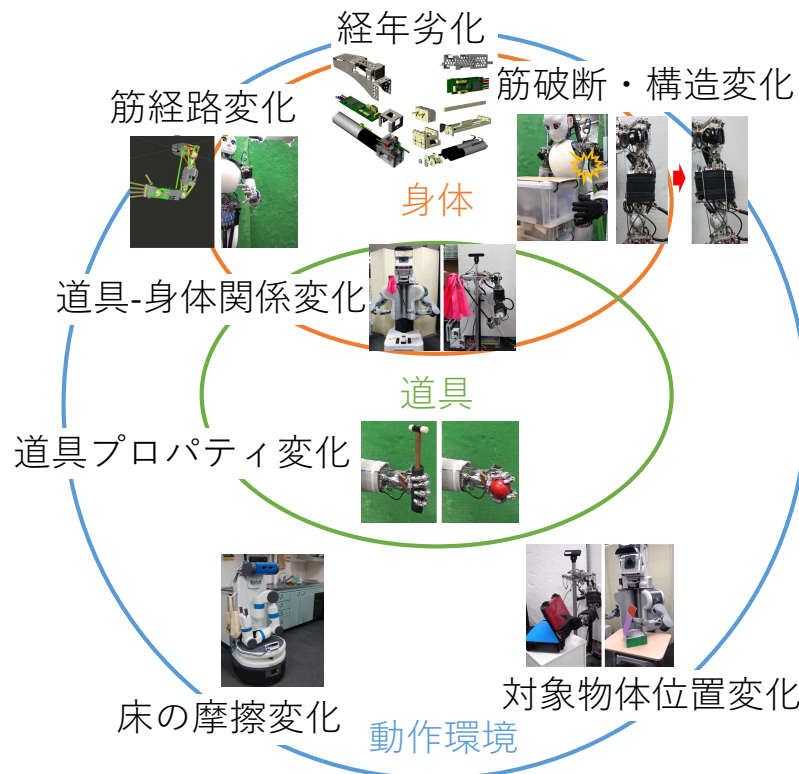 経年劣化
筋経路変化
筋破断・構造変化
身体
道具-身体関係変化
道具
道具プロパティ変化
床の摩擦変化
対象物体位置変化
動作環境